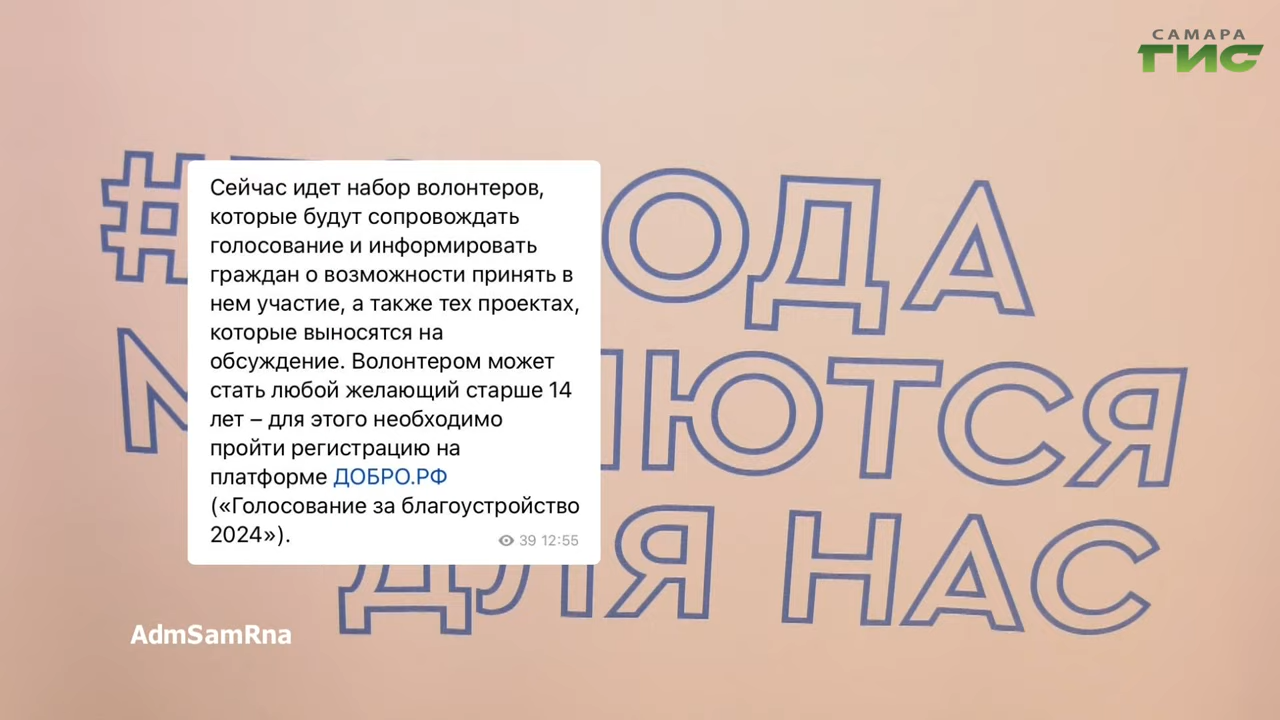 САМАРА
ГИС
Сейчас идет набор волонтеров,
которые будут сопровождать
голосование и информировать
граждан о возможности принять в
нем участие, а также тех проектах,
которые выносятся на
обсуждение. Волонтером может
стать любой желающий старше 14
лет – для этого необходимо
пройти регистрацию на
платформе ДОБРО.РФ
(«Голосование за благоустройство
2024»).
39 12:55
ДЛЯ НАС
AdmSamRna